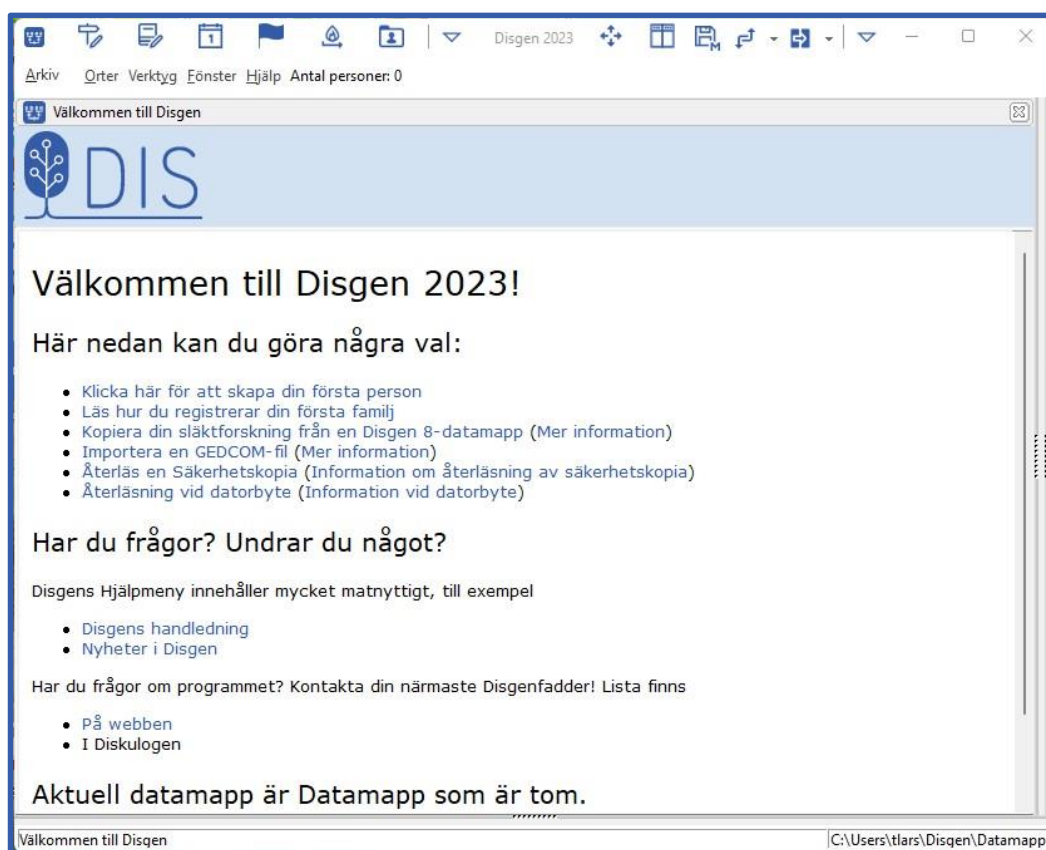 Disgen 2023
Arkiv Orter Verktyg Fönster Hjälp Antal personer: 0
Välkommen till Disgen
DIS
Välkommen till Disgen 2023!
Här nedan kan du göra några val:
• Klicka här för att skapa din första person
• Läs hur du registrerar din första familj
• Kopiera din släktforskning från en Disgen 8-datamapp (Mer information)
• Importera en GEDCOM-fil (Mer information)
• Återläs en Säkerhetskopia (Information om återläsning av säkerhetskopia)
• Återläsning vid datorbyte (Information vid datorbyte)
Har du frågor? Undrar du något?
Disgens Hjälpmeny innehåller mycket matnyttigt, till exempel
• Disgens handledning
• Nyheter i Disgen
Har du frågor om programmet? Kontakta din närmaste Disgenfadder! Lista finns
• På webben
• I Diskulogen
Aktuell datamapp är Datamapp som är tom.
Välkommen till Disgen C:\Users\tlars\Disgen\Datamapp